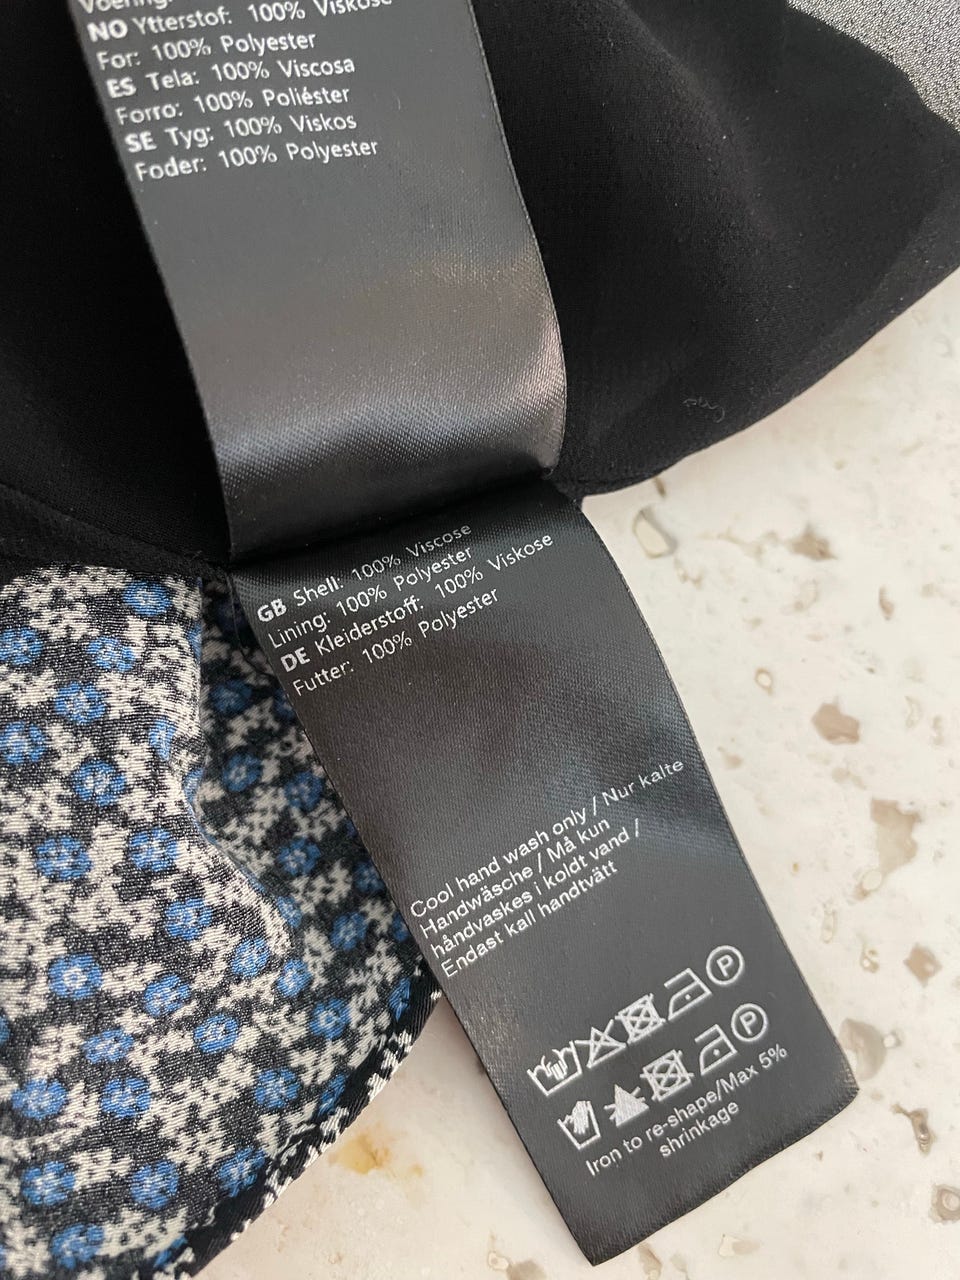 NO Ytterstof: 100% Viskose
For: 100% Polyester
ES Tela: 100% Viscosa
Forro: 100% Poliéster
SE Tyg: 100% Viskos
Foder: 100% Polyester
GB Shell: 100% Viscose
Lining: 100% Polyester
DE Kleiderstoff: 100% Viskose
Futter: 100% Polyester
Cool hand wash only / Nur kalte
Handwäsche / Må kun
håndvaskes i koldt vand /
Endast kall handtvätt
P
P
Iron to re-shape/Max 5%
shrinkage